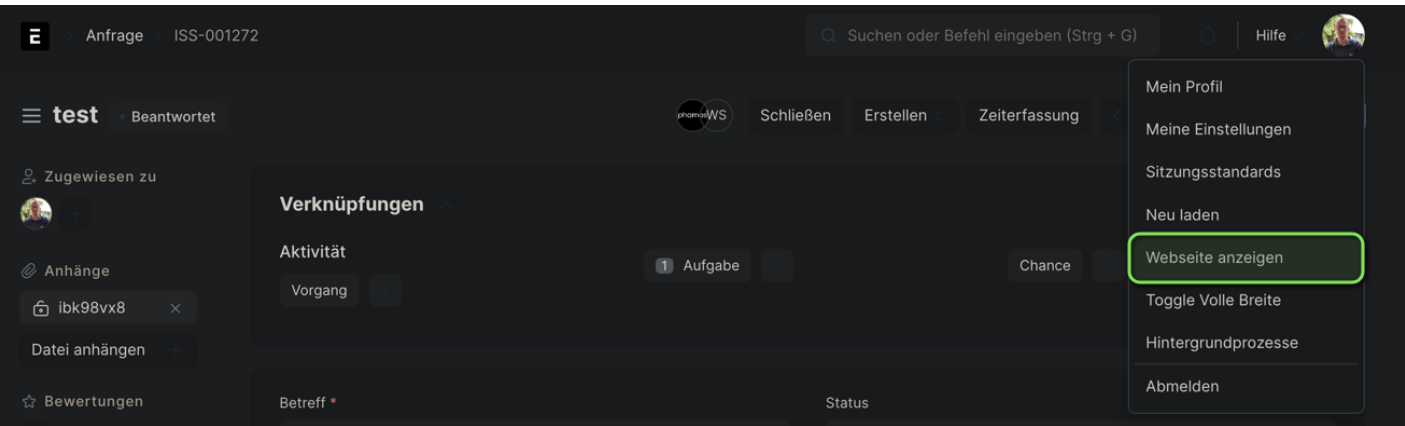 E Anfrage ISS-001272 Suchen oder Befehl eingeben (Strg + G) Hilfe
test Beantwortet phamos WS Schließen Erstellen Zeiterfassung
Zugewiesen zu
Anhänge
ibk98vx8
Datei anhängen
Bewertungen
Verknüpfungen
Aktivität
1 Aufgabe Chance
Vorgang
Betreff * Status
Mein Profil
Meine Einstellungen
Sitzungsstandards
Neu laden
Webseite anzeigen
Toggle Volle Breite
Hintergrundprozesse
Abmelden